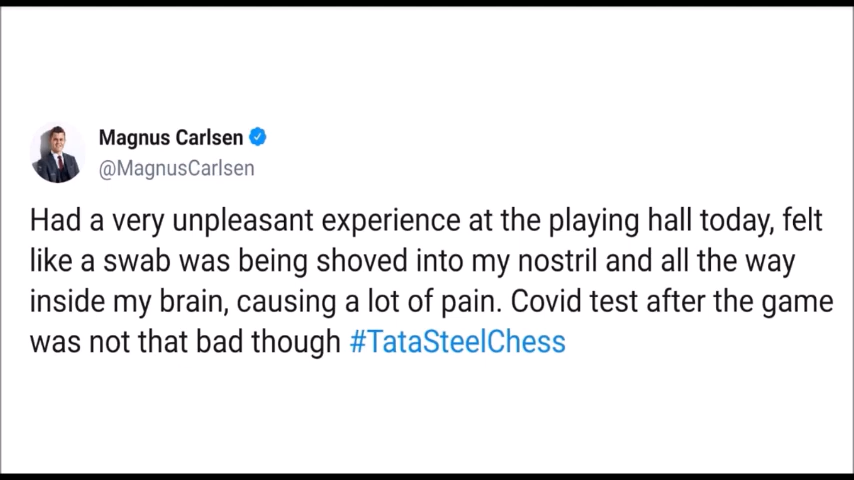 Magnus Carlsen
@MagnusCarlsen
Had a very unpleasant experience at the playing hall today, felt
like a swab was being shoved into my nostril and all the way
inside my brain, causing a lot of pain. Covid test after the game
was not that bad though #TataSteelChess